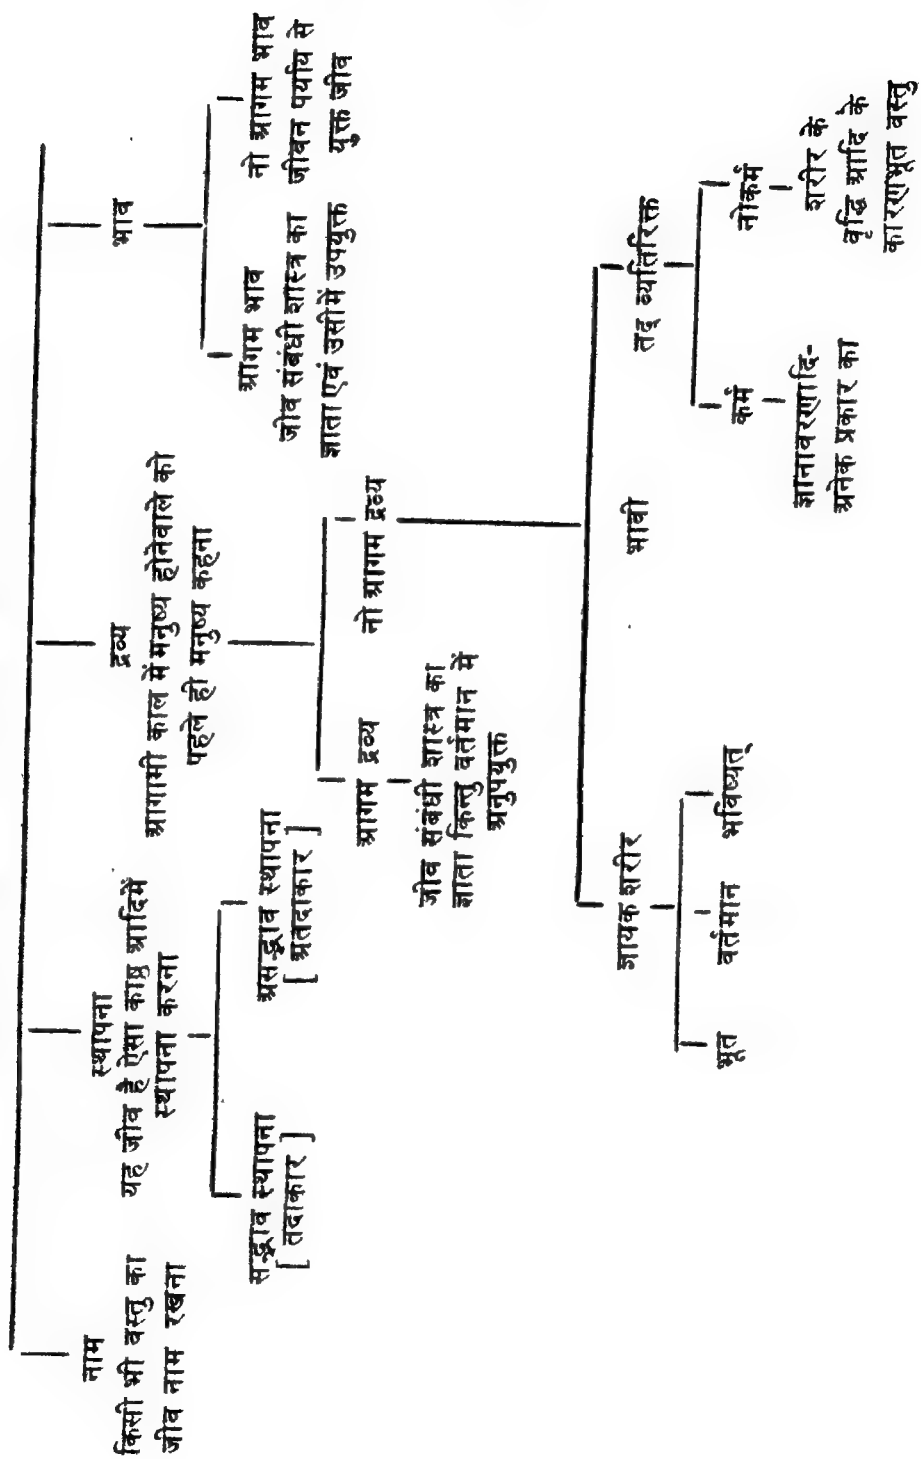 नाम
किसी भी वस्तु का
जीव नाम रखना
स्थापना
यह जीव है ऐसा काष्ठ आदिमें
स्थापना करना
सद्भाव स्थापना
[ तदाकार ]
असद्भाव स्थापना
[ अतदाकार ]
द्रव्य
आगामी काल में मनुष्य होनेवाले को
पहले ही मनुष्य कहना
आगम द्रव्य
जीव संबंधी शास्त्र का
ज्ञाता किन्तु वर्तमान में
अनुपयुक्त
नो आगम द्रव्य
ज्ञायक शरीर
भूत
वर्तमान
भविष्यत्
भावी
तद् व्यतिरिक्त
कर्म
ज्ञानावरणादि-
अनेक प्रकार का
नोकर्म
शरीर के
वृद्धि आदि के
कारणभूत वस्तु
भाव
आगम भाव
जीव संबंधी शास्त्र का
ज्ञाता एवं उसीमें उपयुक्त
नो आगम भाव
जीवन पर्याय से
युक्त जीव